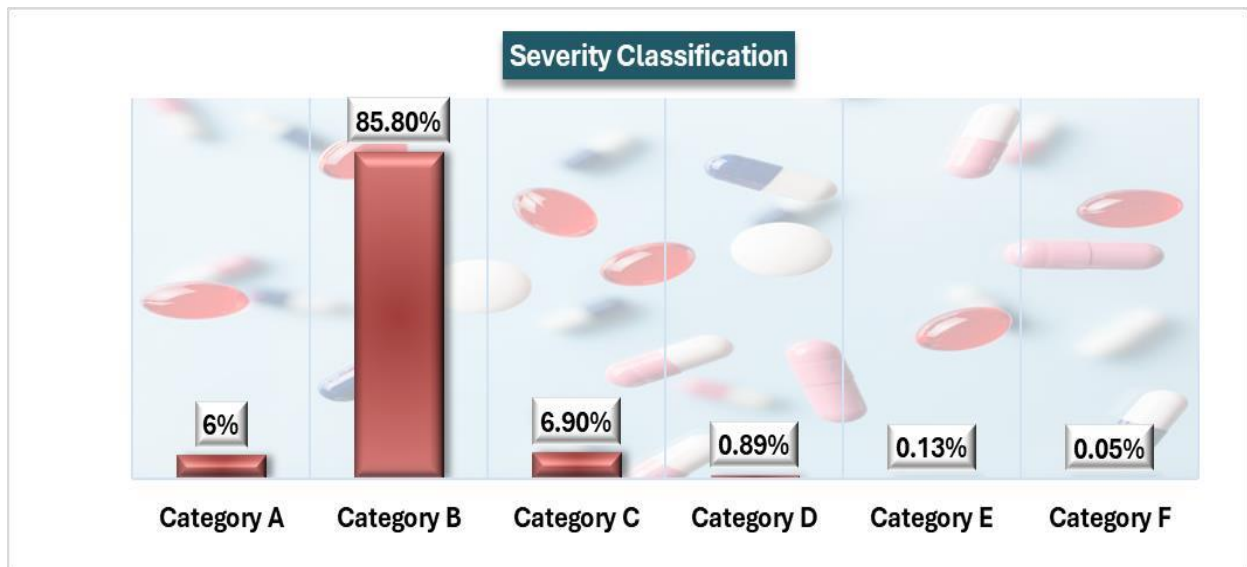 Severity Classification
85.80%
6%
6.90%
0.89%
0.13%
0.05%
Category A
Category B
Category C
Category D
Category E
Category F